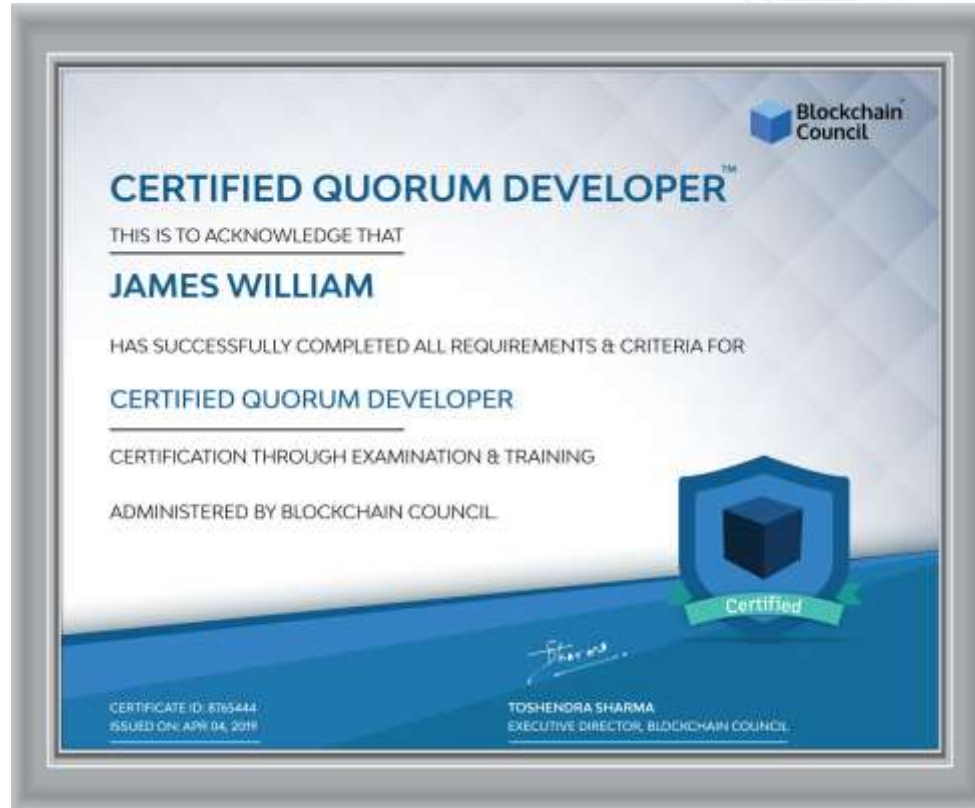 Blockchain
Council
CERTIFIED QUORUM DEVELOPER™
THIS IS TO ACKNOWLEDGE THAT
JAMES WILLIAM
HAS SUCCESSFULLY COMPLETED ALL REQUIREMENTS & CRITERIA FOR
CERTIFIED QUORUM DEVELOPER
CERTIFICATION THROUGH EXAMINATION & TRAINING
ADMINISTERED BY BLOCKCHAIN COUNCIL.
Certified
Sharma
CERTIFICATE ID: 8765444
ISSUED ON: APR 04, 2019
TOSHENDRA SHARMA
EXECUTIVE DIRECTOR, BLOCKCHAIN COUNCIL